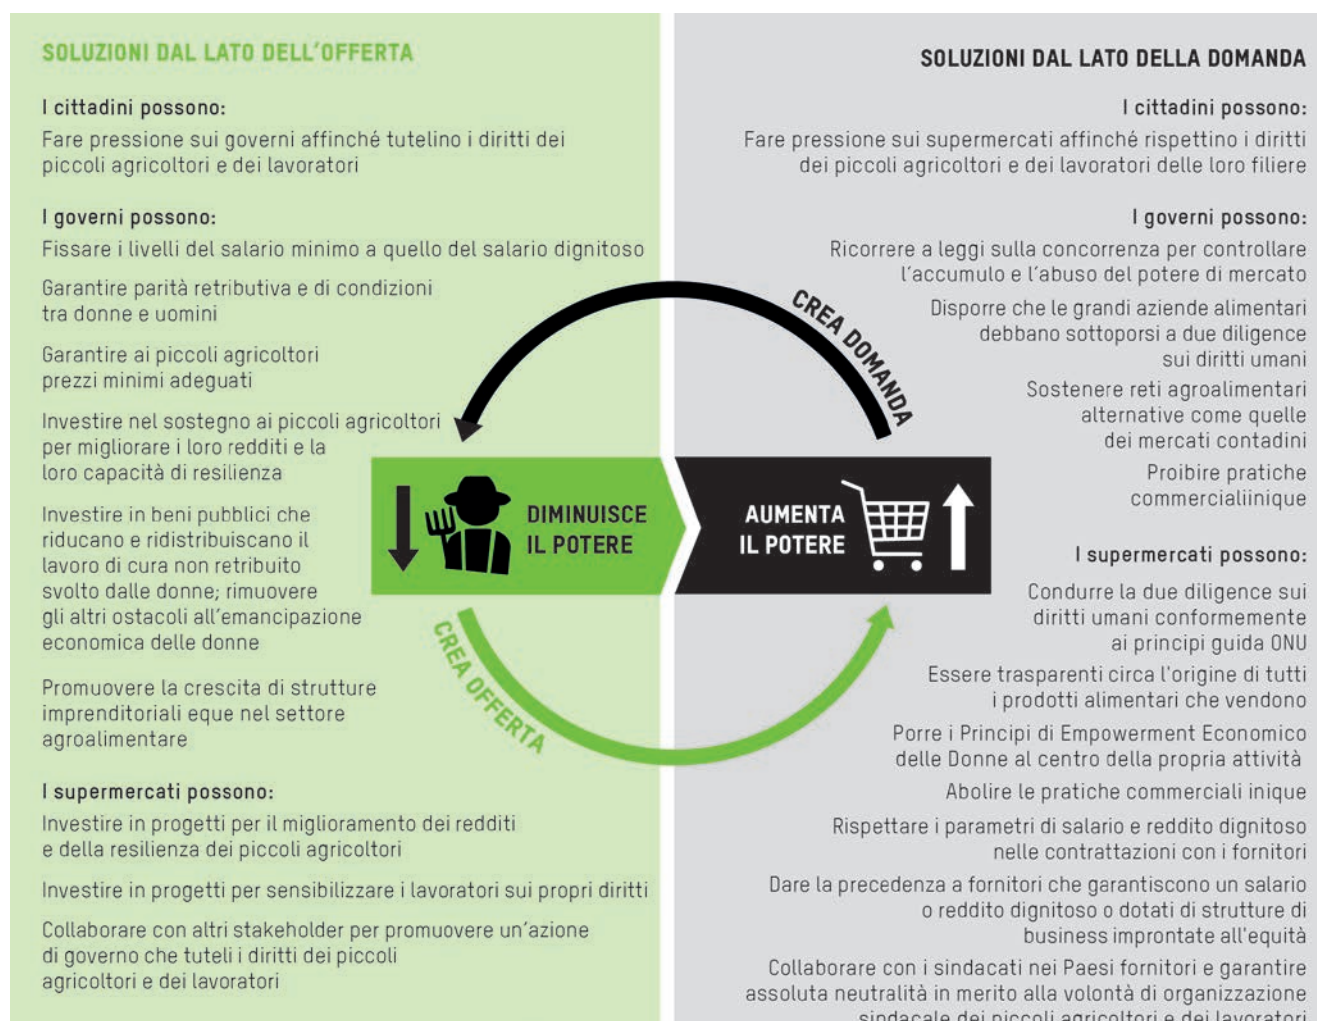 SOLUZIONI DAL LATO DELL'OFFERTA
I cittadini possono:
Fare pressione sui governi affinché tutelino i diritti dei
piccoli agricoltori e dei lavoratori
I governi possono:
Fissare i livelli del salario minimo a quello del salario dignitoso
Garantire parità retributiva e di condizioni
tra donne e uomini
Garantire ai piccoli agricoltori
prezzi minimi adeguati
Investire nel sostegno ai piccoli agricoltori
per migliorare i loro redditi e la
loro capacità di resilienza
Investire in beni pubblici che
riducano e ridistribuiscano il
lavoro di cura non retribuito
svolto dalle donne; rimuovere
gli altri ostacoli all'emancipazione
economica delle donne
Promuovere la crescita di strutture
imprenditoriali eque nel settore
agroalimentare
I supermercati possono:
Investire in progetti per il miglioramento dei redditi
e della resilienza dei piccoli agricoltori
Investire in progetti per sensibilizzare i lavoratori sui propri diritti
Collaborare con altri stakeholder per promuovere un'azione
di governo che tuteli i diritti dei piccoli
agricoltori e dei lavoratori
CREA DOMANDA
DIMINUISCE
IL POTERE
AUMENTA
IL POTERE
CREA OFFERTA
SOLUZIONI DAL LATO DELLA DOMANDA
I cittadini possono:
Fare pressione sui supermercati affinché rispettino i diritti
dei piccoli agricoltori e dei lavoratori delle loro filiere
I governi possono:
Ricorrere a leggi sulla concorrenza per controllare
l'accumulo e l'abuso del potere di mercato
Disporre che le grandi aziende alimentari
debbano sottoporsi a due diligence
sui diritti umani
Sostenere reti agroalimentari
alternative come quelle
dei mercati contadini
Proibire pratiche
commercialiinique
I supermercati possono:
Condurre la due diligence sui
diritti umani conformemente
ai principi guida ONU
Essere trasparenti circa l'origine di tutti
i prodotti alimentari che vendono
Porre i Principi di Empowerment Economico
delle Donne al centro della propria attività
Abolire le pratiche commerciali inique
Rispettare i parametri di salario e reddito dignitoso
nelle contrattazioni con i fornitori
Dare la precedenza a fornitori che garantiscono un salario
o reddito dignitoso o dotati di strutture di
business improntate all'equità
Collaborare con i sindacati nei Paesi fornitori e garantire
assoluta neutralità in merito alla volontà di organizzazione
sindacale dei piccoli agricoltori e dei lavoratori